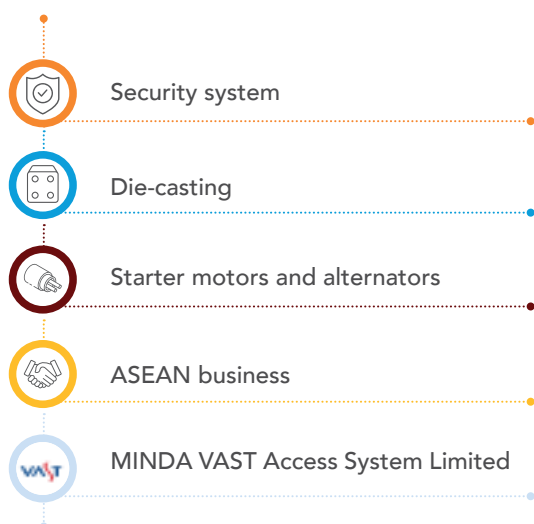 Security system
Die-casting
Starter motors and alternators
ASEAN business
VAST
MINDA VAST Access System Limited